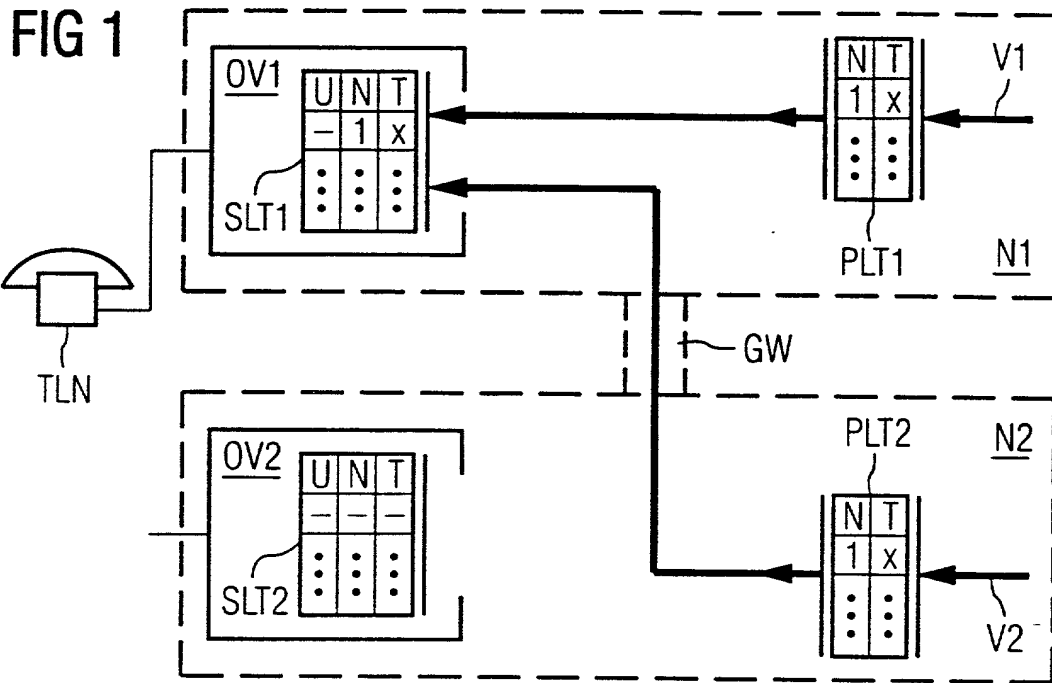 FIG 1
OV1
U N T
– 1 x
SLT1
N T
1 x
PLT1
V1
N1
TLN
GW
OV2
U N T
– – –
SLT2
PLT2
N T
1 x
N2
V2